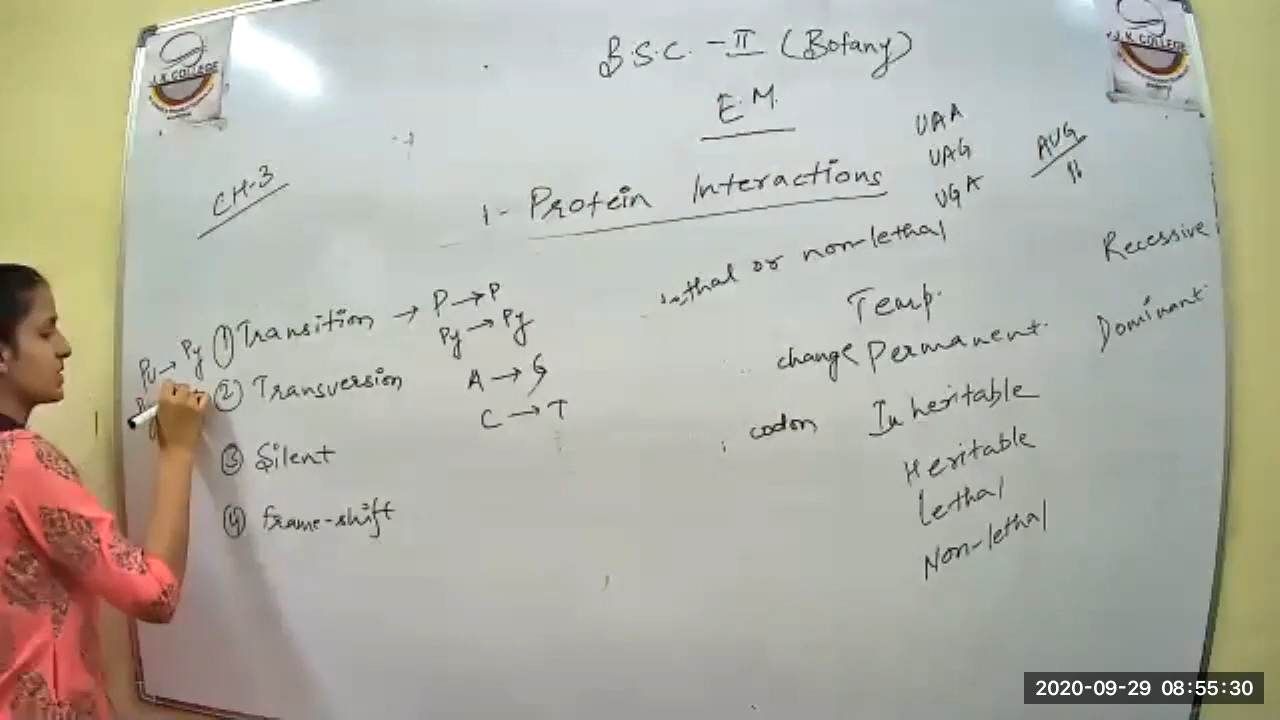 J.K COLLEGE
J.K COLLEGE
B.S.C. - II (Botany)
E.M.
CH-3
1- Protein Interactions
UAA
UAG
UGA
AUG
or non-lethal
Recessive
Dominant
Temp.
change Permanent.
codon Inheritable
Heritable
Lethal
Non-lethal
① Transition → P → P
Py → Py
Pu → Py
② Transversion
A → G
C → T
③ Silent
④ frame-shift
2020-09-29 08:55:30